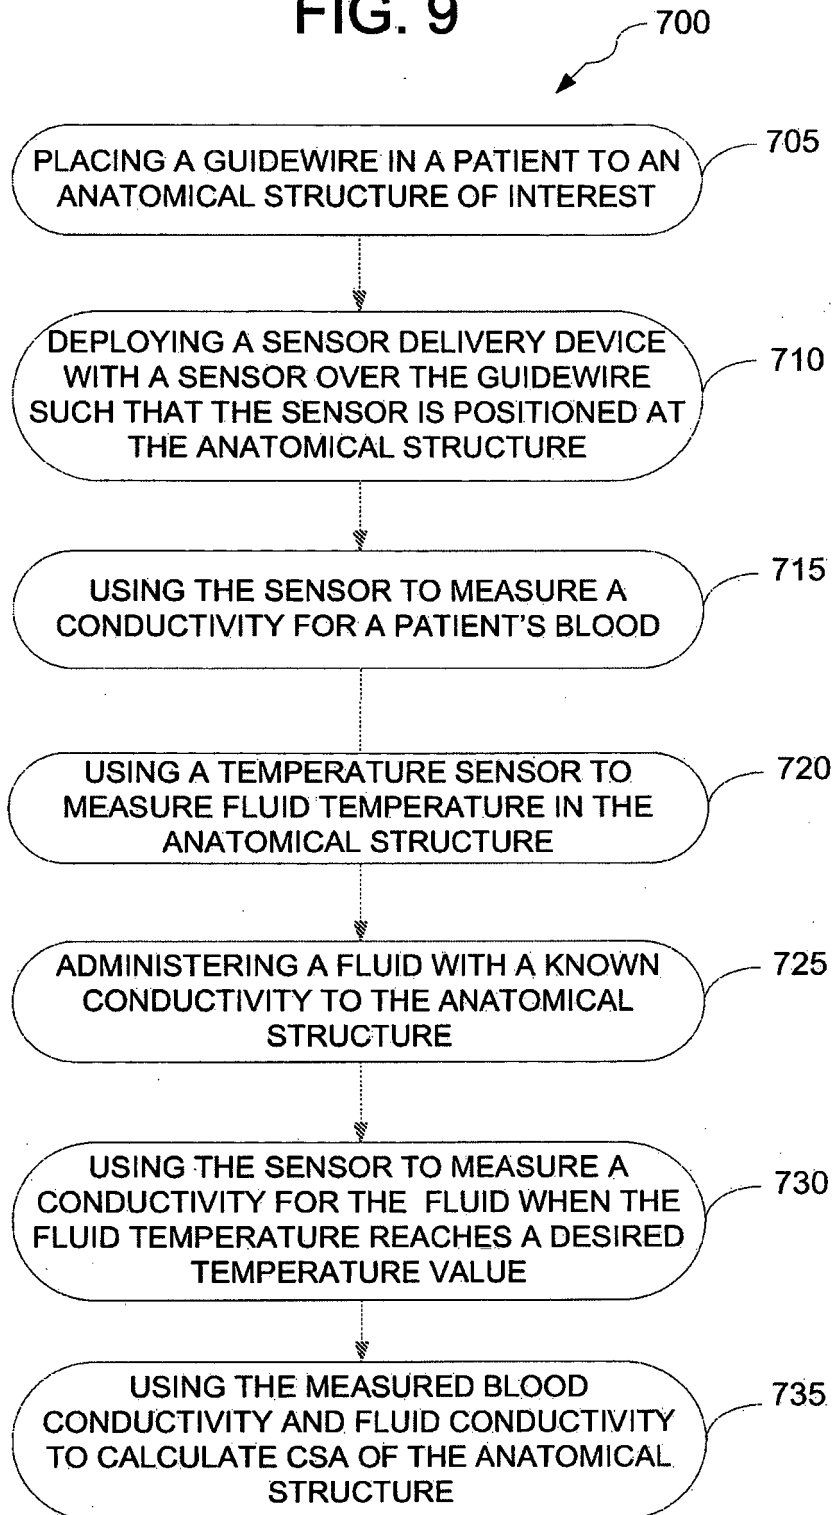 FIG. 9
700
PLACING A GUIDEWIRE IN A PATIENT TO AN
ANATOMICAL STRUCTURE OF INTEREST
705
DEPLOYING A SENSOR DELIVERY DEVICE
WITH A SENSOR OVER THE GUIDEWIRE
SUCH THAT THE SENSOR IS POSITIONED AT
THE ANATOMICAL STRUCTURE
710
USING THE SENSOR TO MEASURE A
CONDUCTIVITY FOR A PATIENT'S BLOOD
715
USING A TEMPERATURE SENSOR TO
MEASURE FLUID TEMPERATURE IN THE
ANATOMICAL STRUCTURE
720
ADMINISTERING A FLUID WITH A KNOWN
CONDUCTIVITY TO THE ANATOMICAL
STRUCTURE
725
USING THE SENSOR TO MEASURE A
CONDUCTIVITY FOR THE FLUID WHEN THE
FLUID TEMPERATURE REACHES A DESIRED
TEMPERATURE VALUE
730
USING THE MEASURED BLOOD
CONDUCTIVITY AND FLUID CONDUCTIVITY
TO CALCULATE CSA OF THE ANATOMICAL
STRUCTURE
735